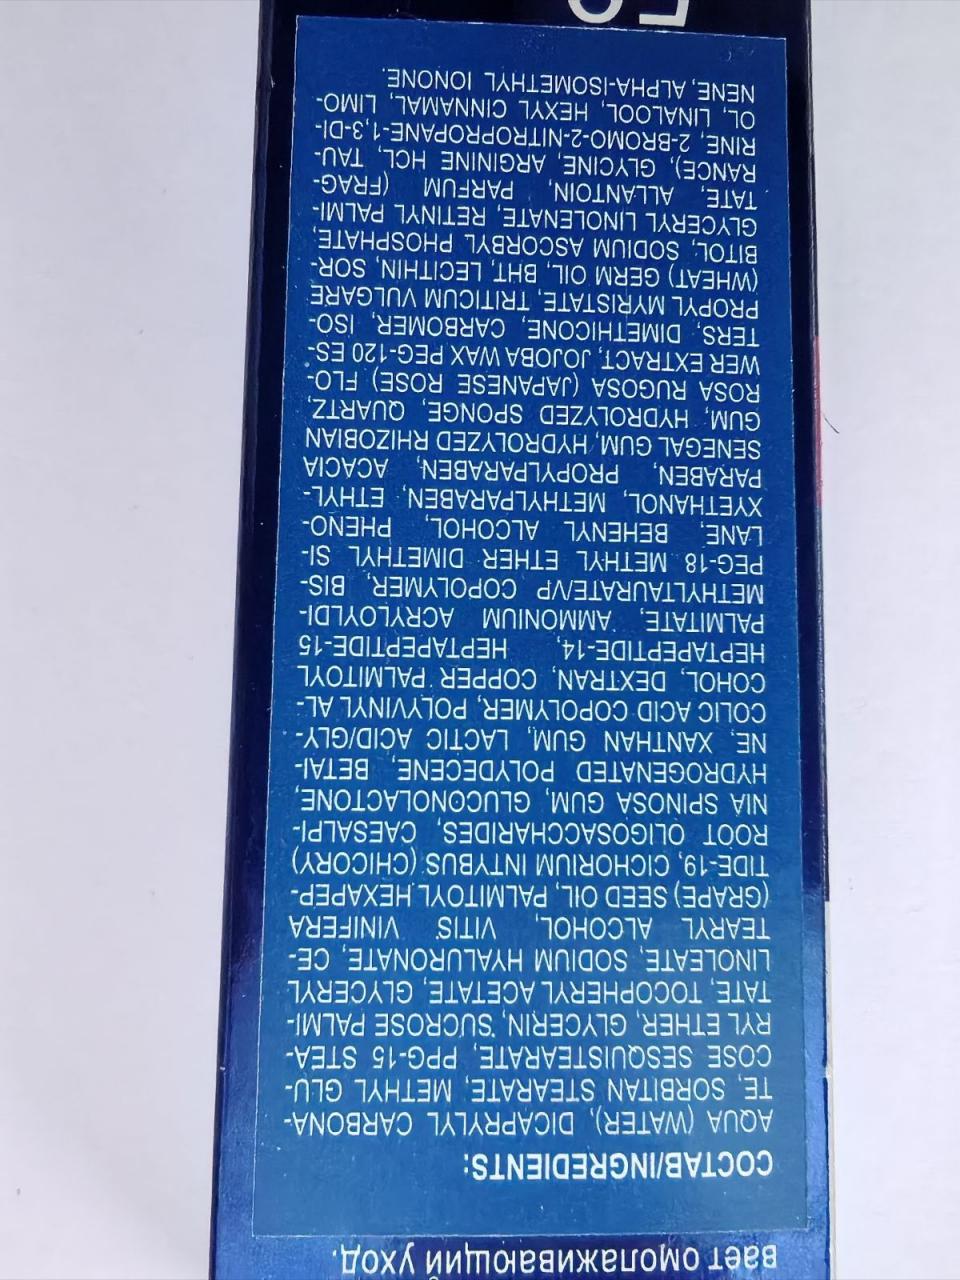 вает омолаживающий уход.
СОСТАВ/INGREDIENTS:
AQUA (WATER), DICAPRYLYL CARBONA-
TE, SORBITAN STEARATE, METHYL GLU-
COSE SESQUISTEARATE, PPG-15 STEA-
RYL ETHER, GLYCERIN, SUCROSE PALMI-
TATE, TOCOPHERYL ACETATE, GLYCERYL
LINOLEATE, SODIUM HYALURONATE, CE-
TEARYL ALCOHOL, VITIS VINIFERA
(GRAPE) SEED OIL, PALMITOYL HEXAPEP-
TIDE-19, CICHORIUM INTYBUS (CHICORY)
ROOT OLIGOSACCHARIDES, CAESALPI-
NIA SPINOSA GUM, GLUCONOLACTONE,
HYDROGENATED POLYDECENE, BETAI-
NE, XANTHAN GUM, LACTIC ACID/GLY-
COLIC ACID COPOLYMER, POLYVINYL AL-
COHOL, DEXTRAN, COPPER PALMITOYL
HEPTAPEPTIDE-14, HEPTAPEPTIDE-15
PALMITATE, AMMONIUM ACRYLOYLDI-
METHYLTAURATE/VP COPOLYMER, BIS-
PEG-18 METHYL ETHER DIMETHYL SI-
LANE, BEHENYL ALCOHOL, PHENO-
XYETHANOL, METHYLPARABEN, ETHYL-
PARABEN, PROPYLPARABEN, ACACIA
SENEGAL GUM, HYDROLYZED RHIZOBIAN
GUM, HYDROLYZED SPONGE, QUARTZ,
ROSA RUGOSA (JAPANESE ROSE) FLO-
WER EXTRACT, JOJOBA WAX PEG-120 ES-
TERS, DIMETHICONE, CARBOMER, ISO-
PROPYL MYRISTATE, TRITICUM VULGARE
(WHEAT) GERM OIL, BHT, LECITHIN, SOR-
BITOL, SODIUM ASCORBYL PHOSPHATE,
GLYCERYL LINOLENATE, RETINYL PALMI-
TATE, ALLANTOIN, PARFUM (FRAG-
RANCE), GLYCINE, ARGININE HCL, TAU-
RINE, 2-BROMO-2-NITROPROPANE-1,3-DI-
OL, LINALOOL, HEXYL CINNAMAL, LIMO-
NENE, ALPHA-ISOMETHYL IONONE.